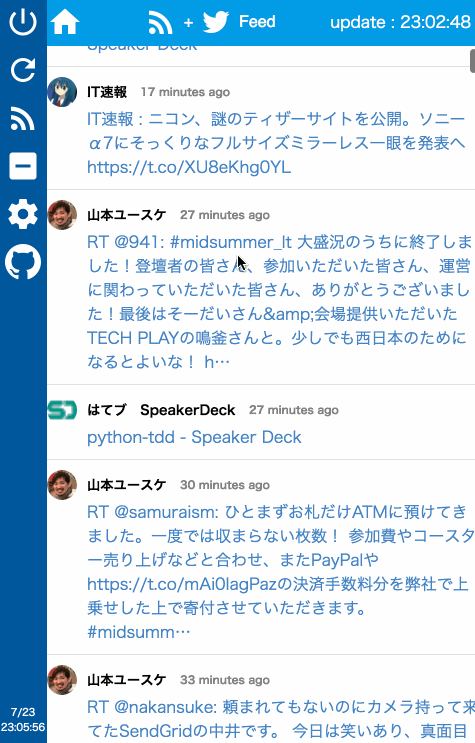 + Feed update : 23:02:48
Speaker Deck
IT速報 17 minutes ago
IT速報 : ニコン、謎のティザーサイトを公開。ソニー
α7にそっくりなフルサイズミラーレス一眼を発表へ
https://t.co/XU8eKhg0YL
山本ユースケ 27 minutes ago
RT @941: #midsummer_lt 大盛況のうちに終了しま
した！登壇者の皆さん、参加いただいた皆さん、運営
に関わっていただいた皆さん、ありがとうございまし
た！最後はそーだいさん&amp;会場提供いただいた
TECH PLAYの鳴釜さんと。少しでも西日本のために
なるとよいな！ h…
はてブ　SpeakerDeck 27 minutes ago
python-tdd - Speaker Deck
山本ユースケ 30 minutes ago
RT @samuraism: ひとまずお札だけATMに預けてき
ました。一度では収まらない枚数！ 参加費やコースタ
ー売り上げなどと合わせ、またPayPalや
https://t.co/mAi0lagPazの決済手数料分を弊社で上
乗せした上で寄付させていただきます。
#midsumm…
山本ユースケ 33 minutes ago
RT @nakansuke: 頼まれてもないのにカメラ持って来
てたSendGridの中井です。 今日は笑いあり、真面目
7/23
23:05:56